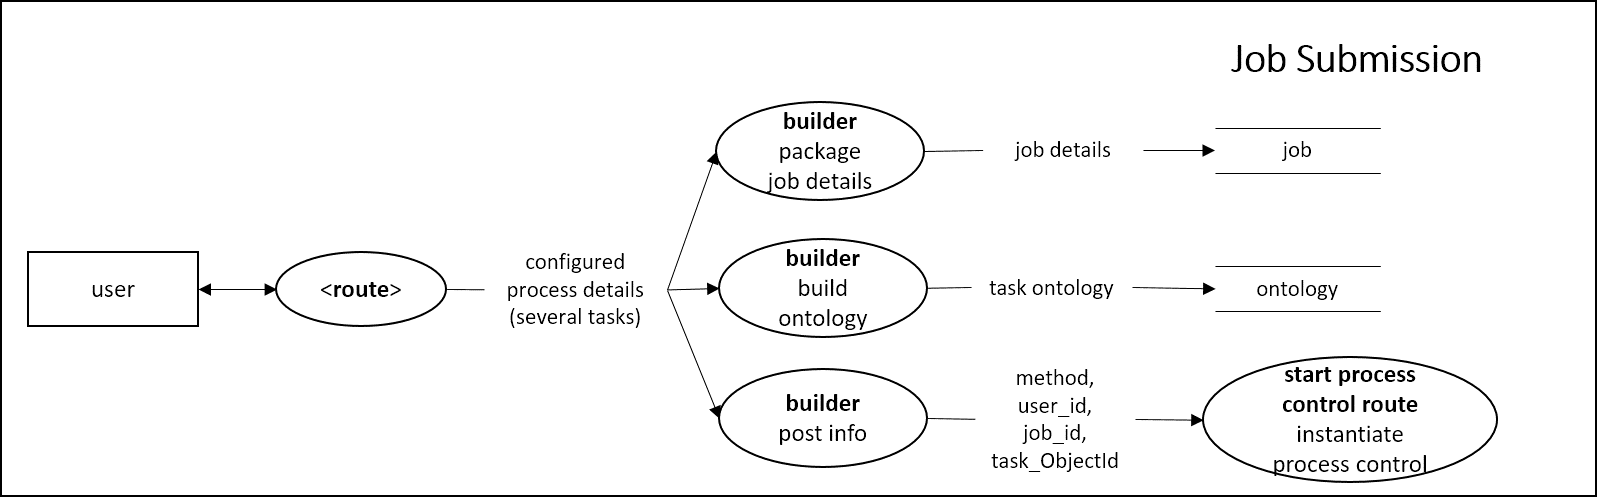 Job Submission
builder
package
job details
job details
job
user
<route>
configured
process details
(several tasks)
builder
build
ontology
task ontology
ontology
builder
post info
method,
user_id,
job_id,
task_ObjectId
start process
control route
instantiate
process control